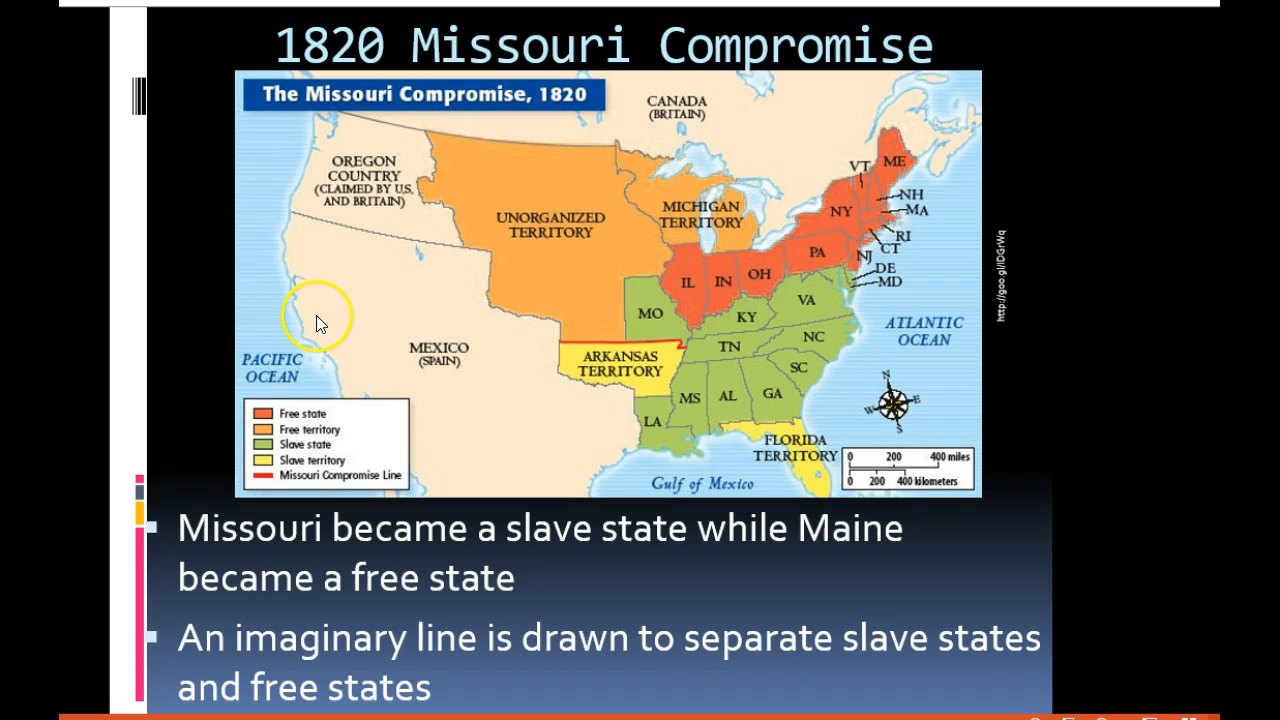 1820 Missouri Compromise
The Missouri Compromise, 1820
CANADA
(BRITAIN)
OREGON
COUNTRY
(CLAIMED BY U.S.
AND BRITAIN)
UNORGANIZED
TERRITORY
MICHIGAN
TERRITORY
VT
ME
NH
MA
NY
RI
CT
PA
NJ
DE
MD
IL
IN
OH
MO
KY
VA
ATLANTIC
OCEAN
NC
TN
ARKANSAS
TERRITORY
SC
MEXICO
(SPAIN)
PACIFIC
OCEAN
MS
AL
GA
LA
FLORIDA
TERRITORY
Gulf of Mexico
N
W
E
S
Free state
Free territory
Slave state
Slave territory
Missouri Compromise Line
0 200 400 miles
0 200 400 kilometers
http://goo.gl/lDGrWq
Missouri became a slave state while Maine
became a free state
An imaginary line is drawn to separate slave states
and free states